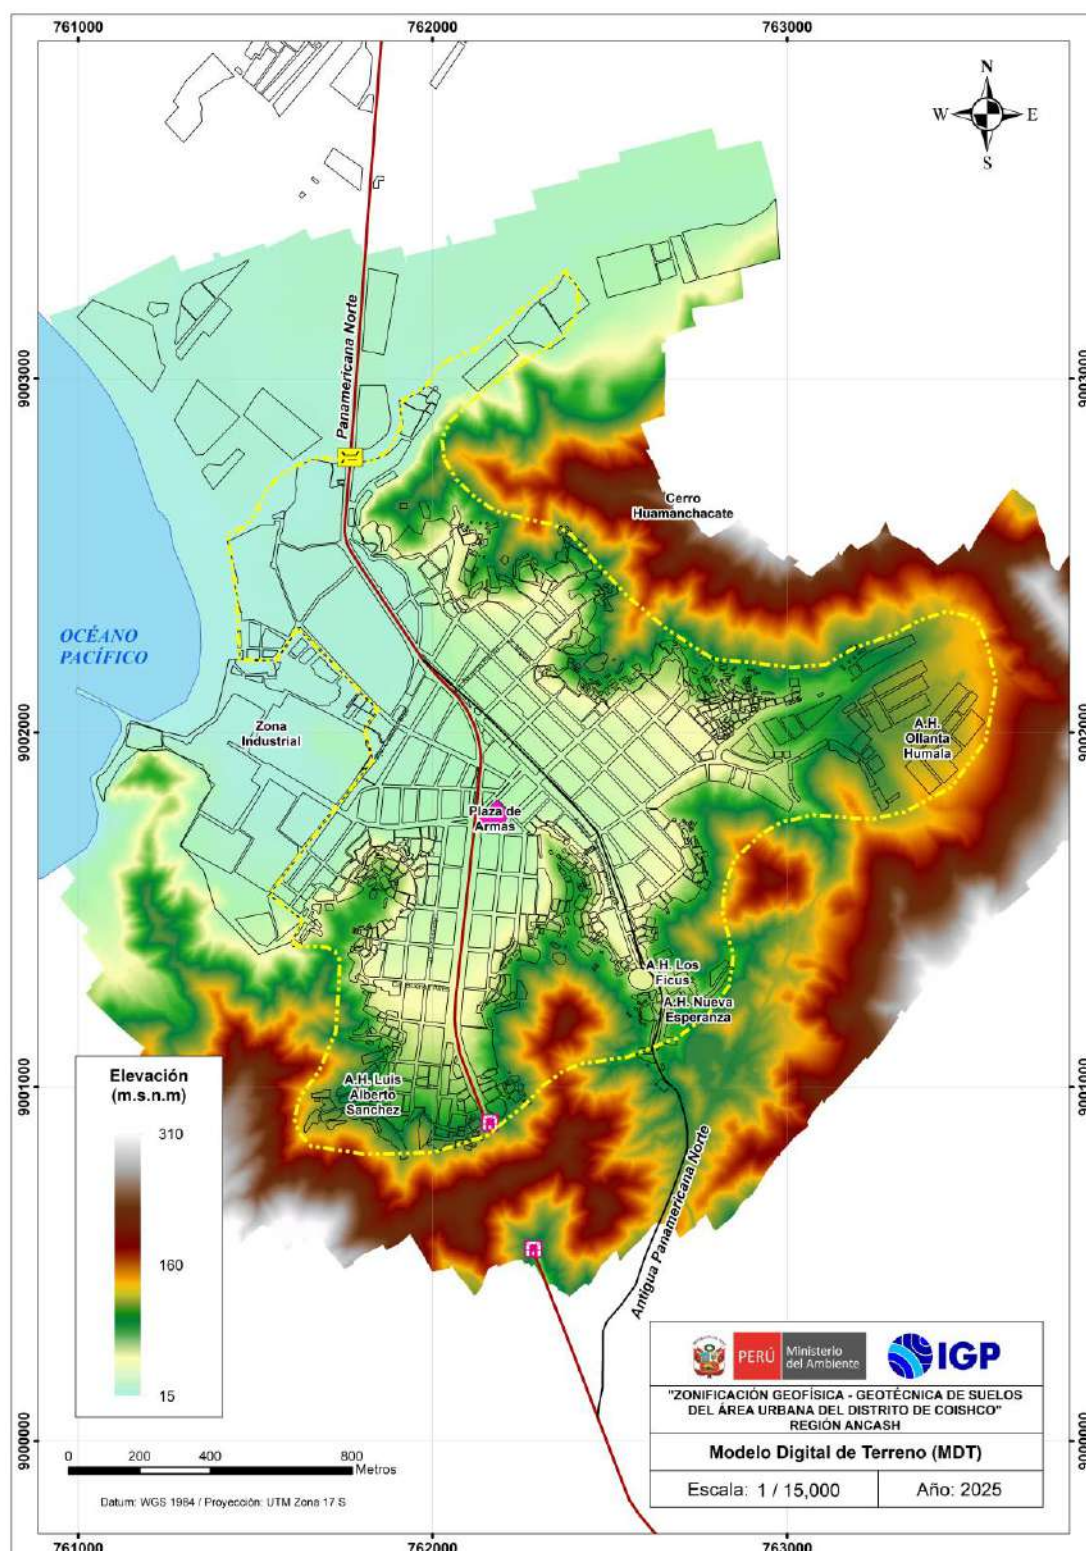 761000
762000
763000
N
W
E
S
9003000
9003000
Panamericana Norte
Cerro
Huamanchacate
OCÉANO
PACÍFICO
Zona
Industrial
9002000
9002000
A.H.
Ollanta
Humala
Plaza de
Armas
A.H. Los
Ficus
A.H. Nueva
Esperanza
9001000
9001000
A.H. Luis
Alberto
Sanchez
Elevación
(m.s.n.m)
310
160
15
Antigua Panamericana Norte
PERÚ
Ministerio
del Ambiente
IGP
"ZONIFICACIÓN GEOFÍSICA - GEOTÉCNICA DE SUELOS
DEL ÁREA URBANA DEL DISTRITO DE COISHCO"
REGIÓN ANCASH
Modelo Digital de Terreno (MDT)
Escala: 1 / 15,000
Año: 2025
9000000
9000000
0 200 400 800
Metros
Datum: WGS 1984 / Proyección: UTM Zona 17 S
761000
762000
763000